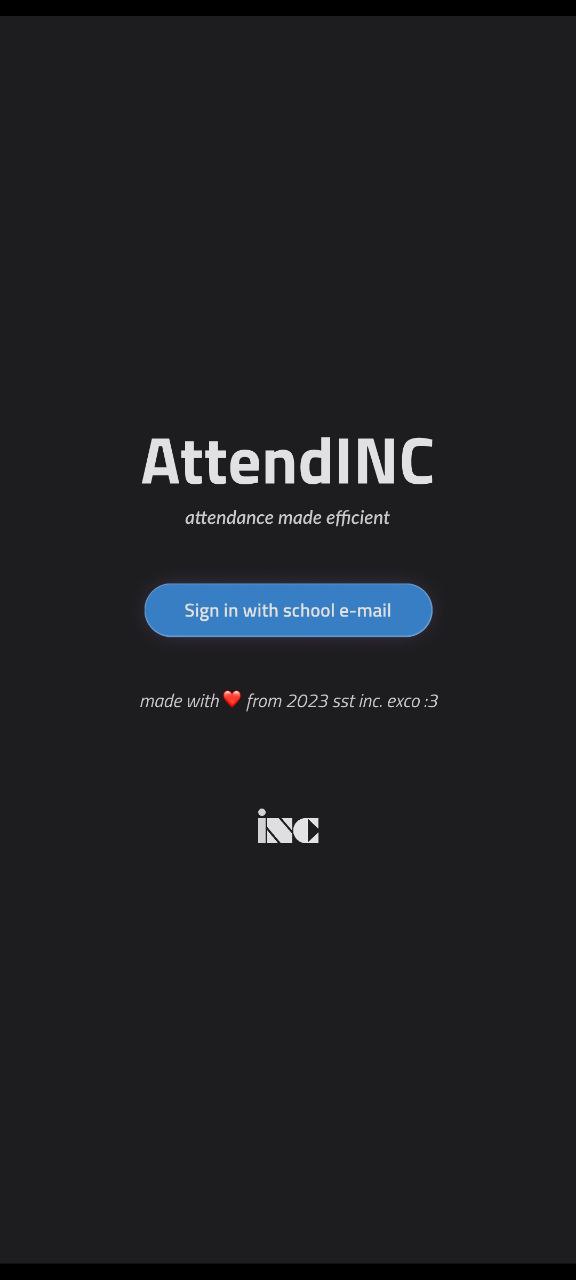 AttendINC
attendance made efficient
Sign in with school e-mail
made with ❤️ from 2023 sst inc. exco :3
inc